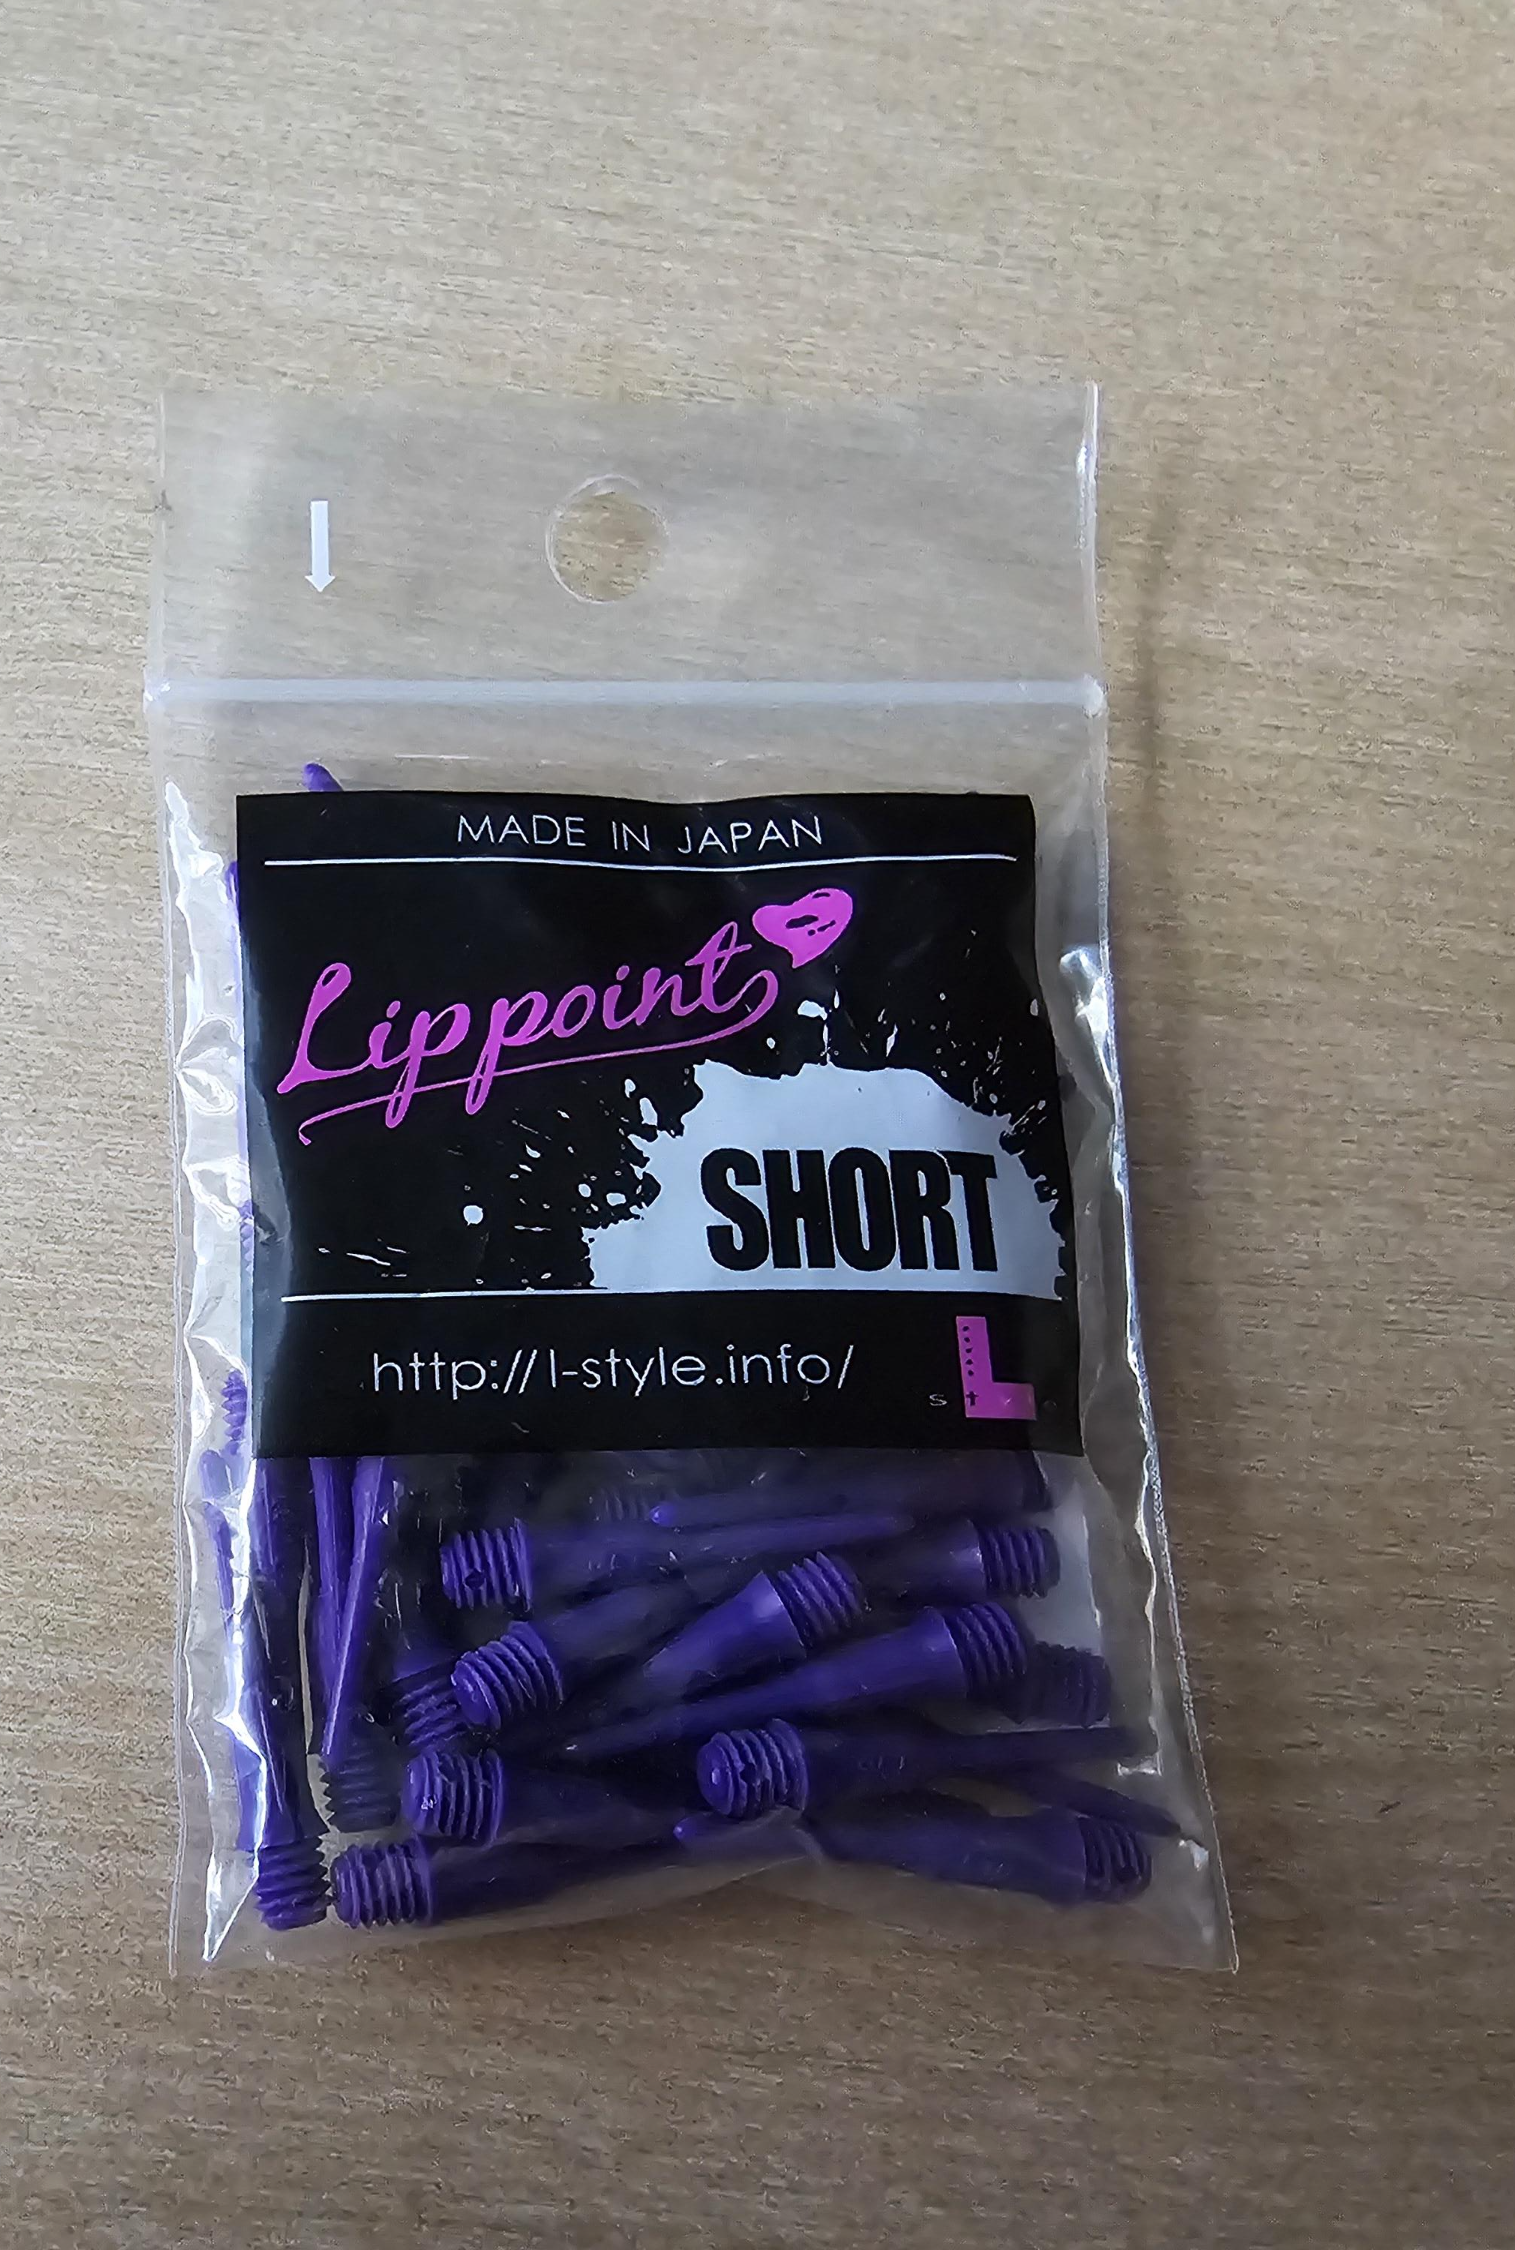 MADE IN JAPAN
Lippoint
SHORT
http://l-style.info/
L